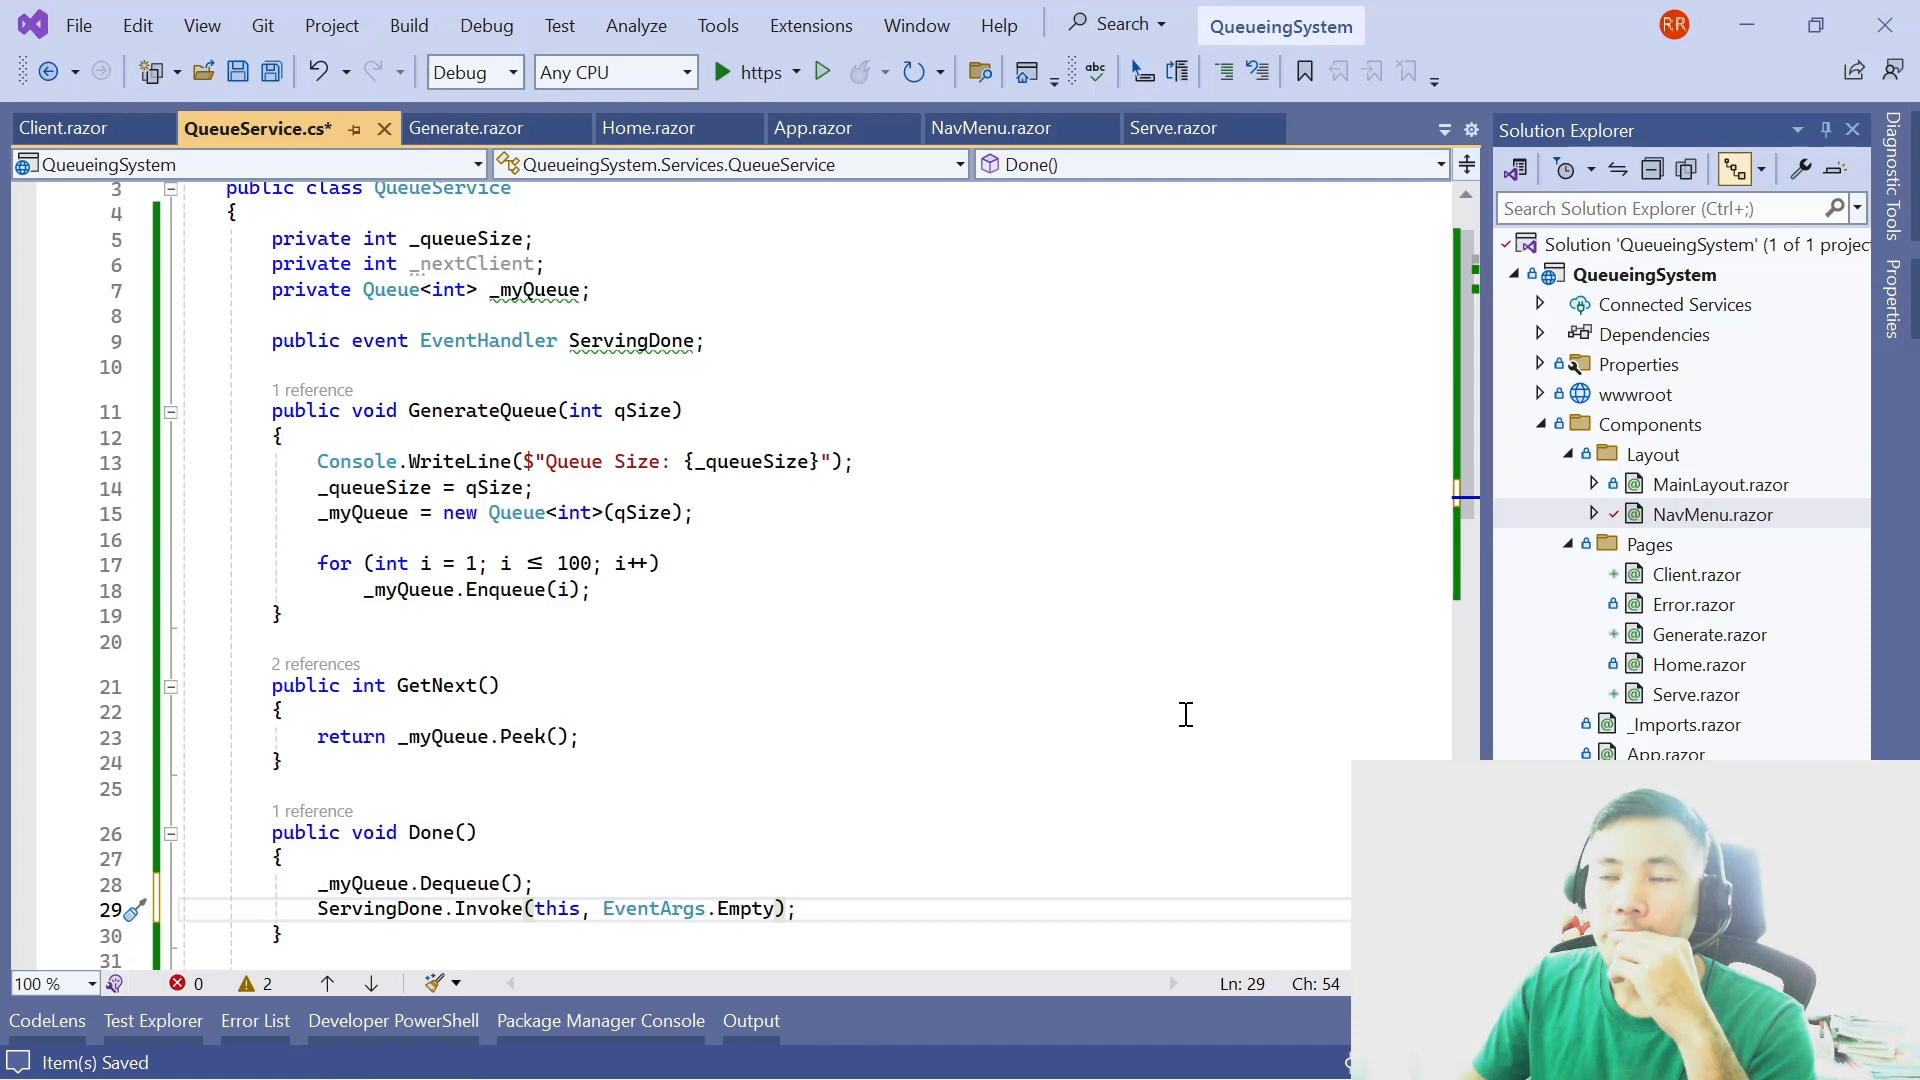 File Edit View Git Project Build Debug Test Analyze Tools Extensions Window Help Search QueueingSystem RR
Debug Any CPU https abc
Client.razor QueueService.cs* Generate.razor Home.razor App.razor NavMenu.razor Serve.razor
QueueingSystem QueueingSystem.Services.QueueService Done()
3 public class QueueService
4 {
5 private int _queueSize;
6 private int _nextClient;
7 private Queue<int> _myQueue;
8
9 public event EventHandler ServingDone;
10
1 reference
11 public void GenerateQueue(int qSize)
12 {
13 Console.WriteLine($"Queue Size: {_queueSize}");
14 _queueSize = qSize;
15 _myQueue = new Queue<int>(qSize);
16
17 for (int i = 1; i ≤ 100; i++)
18 _myQueue.Enqueue(i);
19 }
20
2 references
21 public int GetNext()
22 {
23 return _myQueue.Peek();
24 }
25
1 reference
26 public void Done()
27 {
28 _myQueue.Dequeue();
29 ServingDone.Invoke(this, EventArgs.Empty);
30 }
31
100 % 0 2 Ln: 29 Ch: 54
CodeLens Test Explorer Error List Developer PowerShell Package Manager Console Output
Item(s) Saved
Solution Explorer
Search Solution Explorer (Ctrl+;)
Solution 'QueueingSystem' (1 of 1 project
QueueingSystem
Connected Services
Dependencies
Properties
wwwroot
Components
Layout
MainLayout.razor
NavMenu.razor
Pages
Client.razor
Error.razor
Generate.razor
Home.razor
Serve.razor
_Imports.razor
App.razor
Diagnostic Tools
Properties